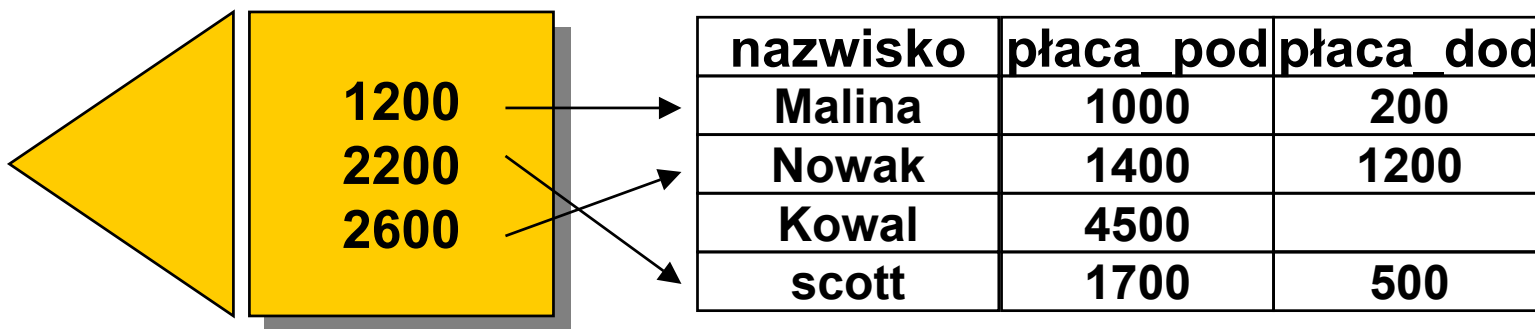 1200
2200
2600
nazwisko płaca_pod płaca_dod
Malina 1000 200
Nowak 1400 1200
Kowal 4500
scott 1700 500